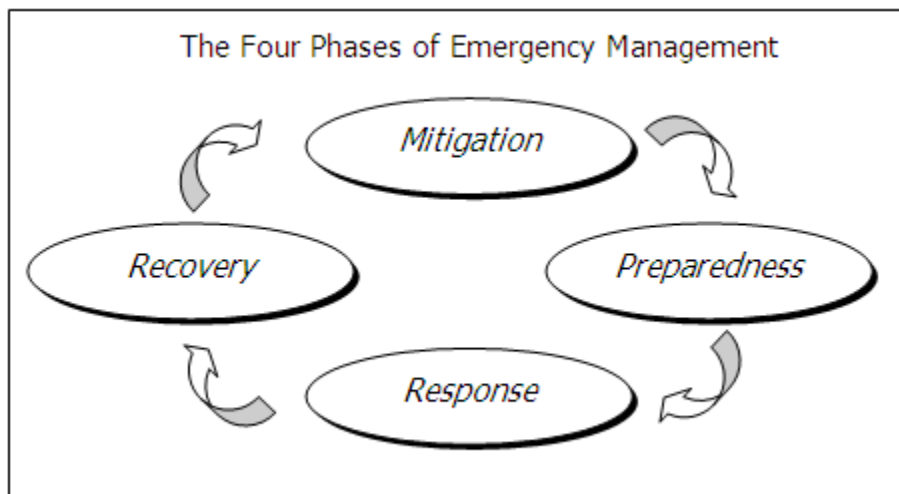 The Four Phases of Emergency Management
Mitigation
Recovery
Preparedness
Response